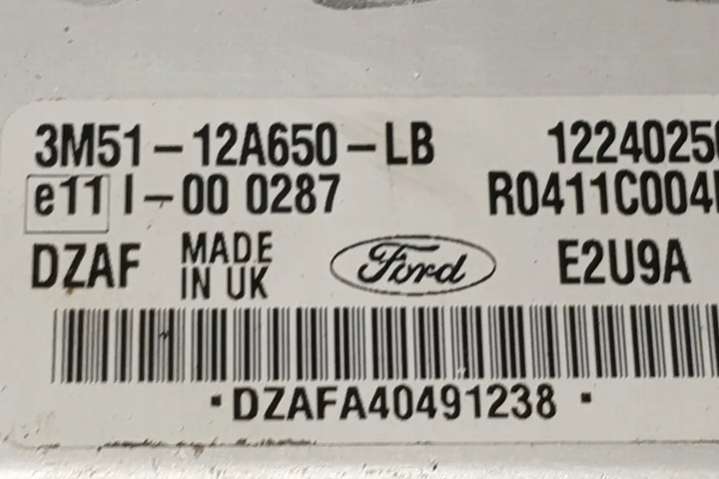 3M51-12A650-LB 1224025
e11 I-00 0287 R0411C004
DZAF MADE IN UK Ford E2U9A
·DZAFA40491238·